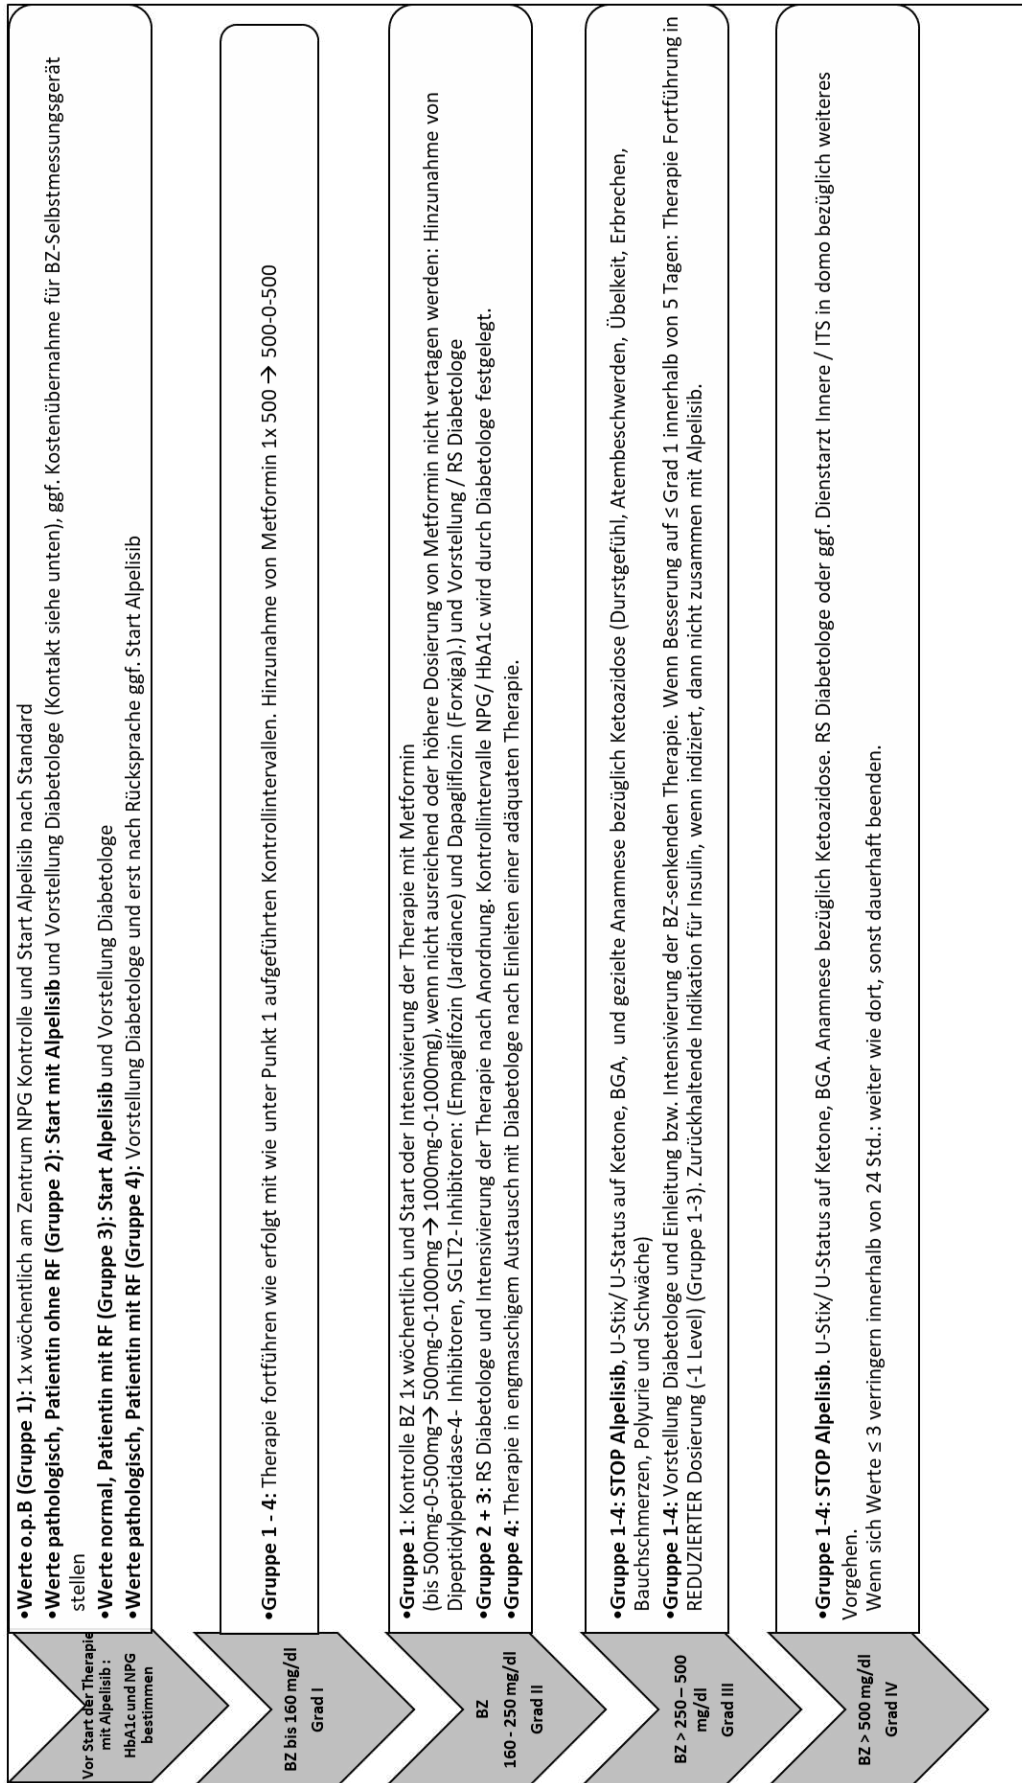 Vor Start der Therapie
mit Alpelisib :
HbA1c und NPG
bestimmen
•Werte o.p.B (Gruppe 1): 1x wöchentlich am Zentrum NPG Kontrolle und Start Alpelisib nach Standard
•Werte pathologisch, Patientin ohne RF (Gruppe 2): Start mit Alpelisib und Vorstellung Diabetologe (Kontakt siehe unten), ggf. Kostenübernahme für BZ-Selbstmessungsgerät
stellen
•Werte normal, Patientin mit RF (Gruppe 3): Start Alpelisib und Vorstellung Diabetologe
•Werte pathologisch, Patientin mit RF (Gruppe 4): Vorstellung Diabetologe und erst nach Rücksprache ggf. Start Alpelisib
BZ bis 160 mg/dl
Grad I
•Gruppe 1 - 4: Therapie fortführen wie erfolgt mit wie unter Punkt 1 aufgeführten Kontrollintervallen. Hinzunahme von Metformin 1x 500 → 500-0-500
BZ
160 - 250 mg/dl
Grad II
•Gruppe 1: Kontrolle BZ 1x wöchentlich und Start oder Intensivierung der Therapie mit Metformin
(bis 500mg-0-500mg→ 500mg-0-1000mg → 1000mg-0-1000mg), wenn nicht ausreichend oder höhere Dosierung von Metformin nicht vertagen werden: Hinzunahme von
Dipeptidylpeptidase-4- Inhibitoren, SGLT2- Inhibitoren: (Empaglifozin (Jardiance) und Dapagliflozin (Forxiga).) und Vorstellung / RS Diabetologe
•Gruppe 2 + 3: RS Diabetologe und Intensivierung der Therapie nach Anordnung. Kontrollintervalle NPG/ HbA1c wird durch Diabetologe festgelegt.
•Gruppe 4: Therapie in engmaschigem Austausch mit Diabetologe nach Einleiten einer adäquaten Therapie.
BZ > 250 – 500
mg/dl
Grad III
•Gruppe 1-4: STOP Alpelisib, U-Stix/ U-Status auf Ketone, BGA, und gezielte Anamnese bezüglich Ketoazidose (Durstgefühl, Atembeschwerden, Übelkeit, Erbrechen,
Bauchschmerzen, Polyurie und Schwäche)
•Gruppe 1-4: Vorstellung Diabetologe und Einleitung bzw. Intensivierung der BZ-senkenden Therapie. Wenn Besserung auf ≤ Grad 1 innerhalb von 5 Tagen: Therapie Fortführung in
REDUZIERTER Dosierung (-1 Level) (Gruppe 1-3). Zurückhaltende Indikation für Insulin, wenn indiziert, dann nicht zusammen mit Alpelisib.
BZ > 500 mg/dl
Grad IV
•Gruppe 1-4: STOP Alpelisib. U-Stix/ U-Status auf Ketone, BGA. Anamnese bezüglich Ketoazidose. RS Diabetologe oder ggf. Dienstarzt Innere / ITS in domo bezüglich weiteres
Vorgehen.
Wenn sich Werte ≤ 3 verringern innerhalb von 24 Std.: weiter wie dort, sonst dauerhaft beenden.